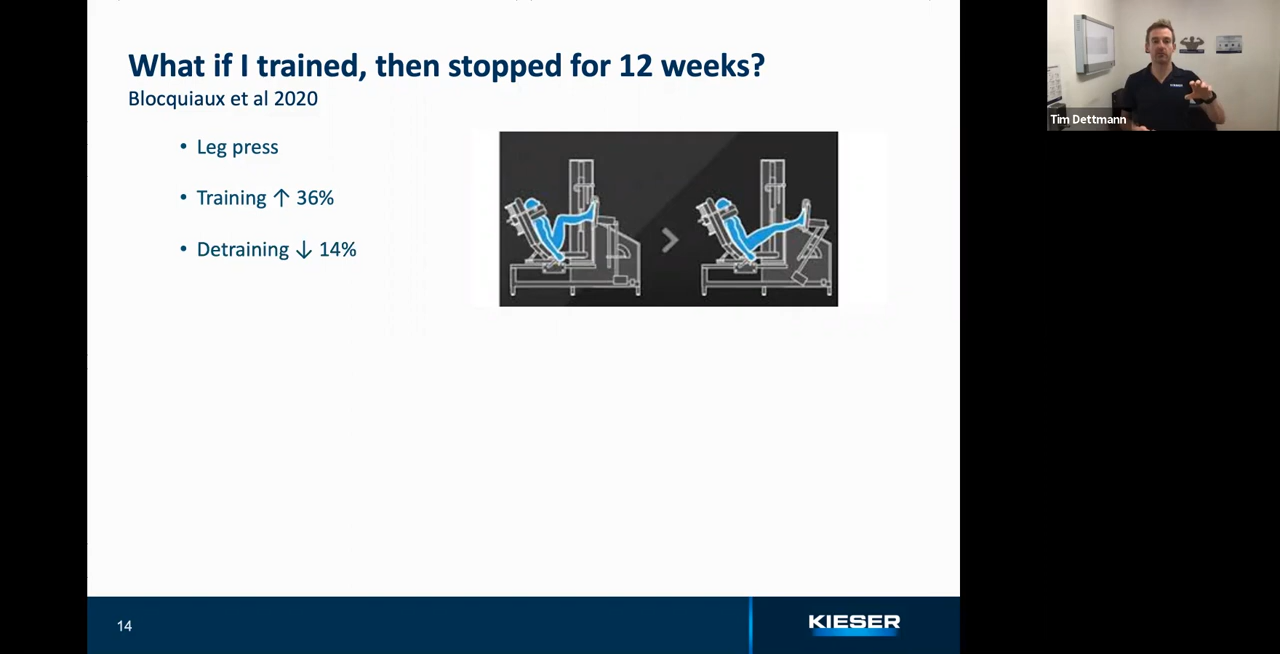 What if I trained, then stopped for 12 weeks?
Blocquiaux et al 2020
• Leg press
• Training ↑ 36%
• Detraining ↓ 14%
14
KIESER
Tim Dettmann